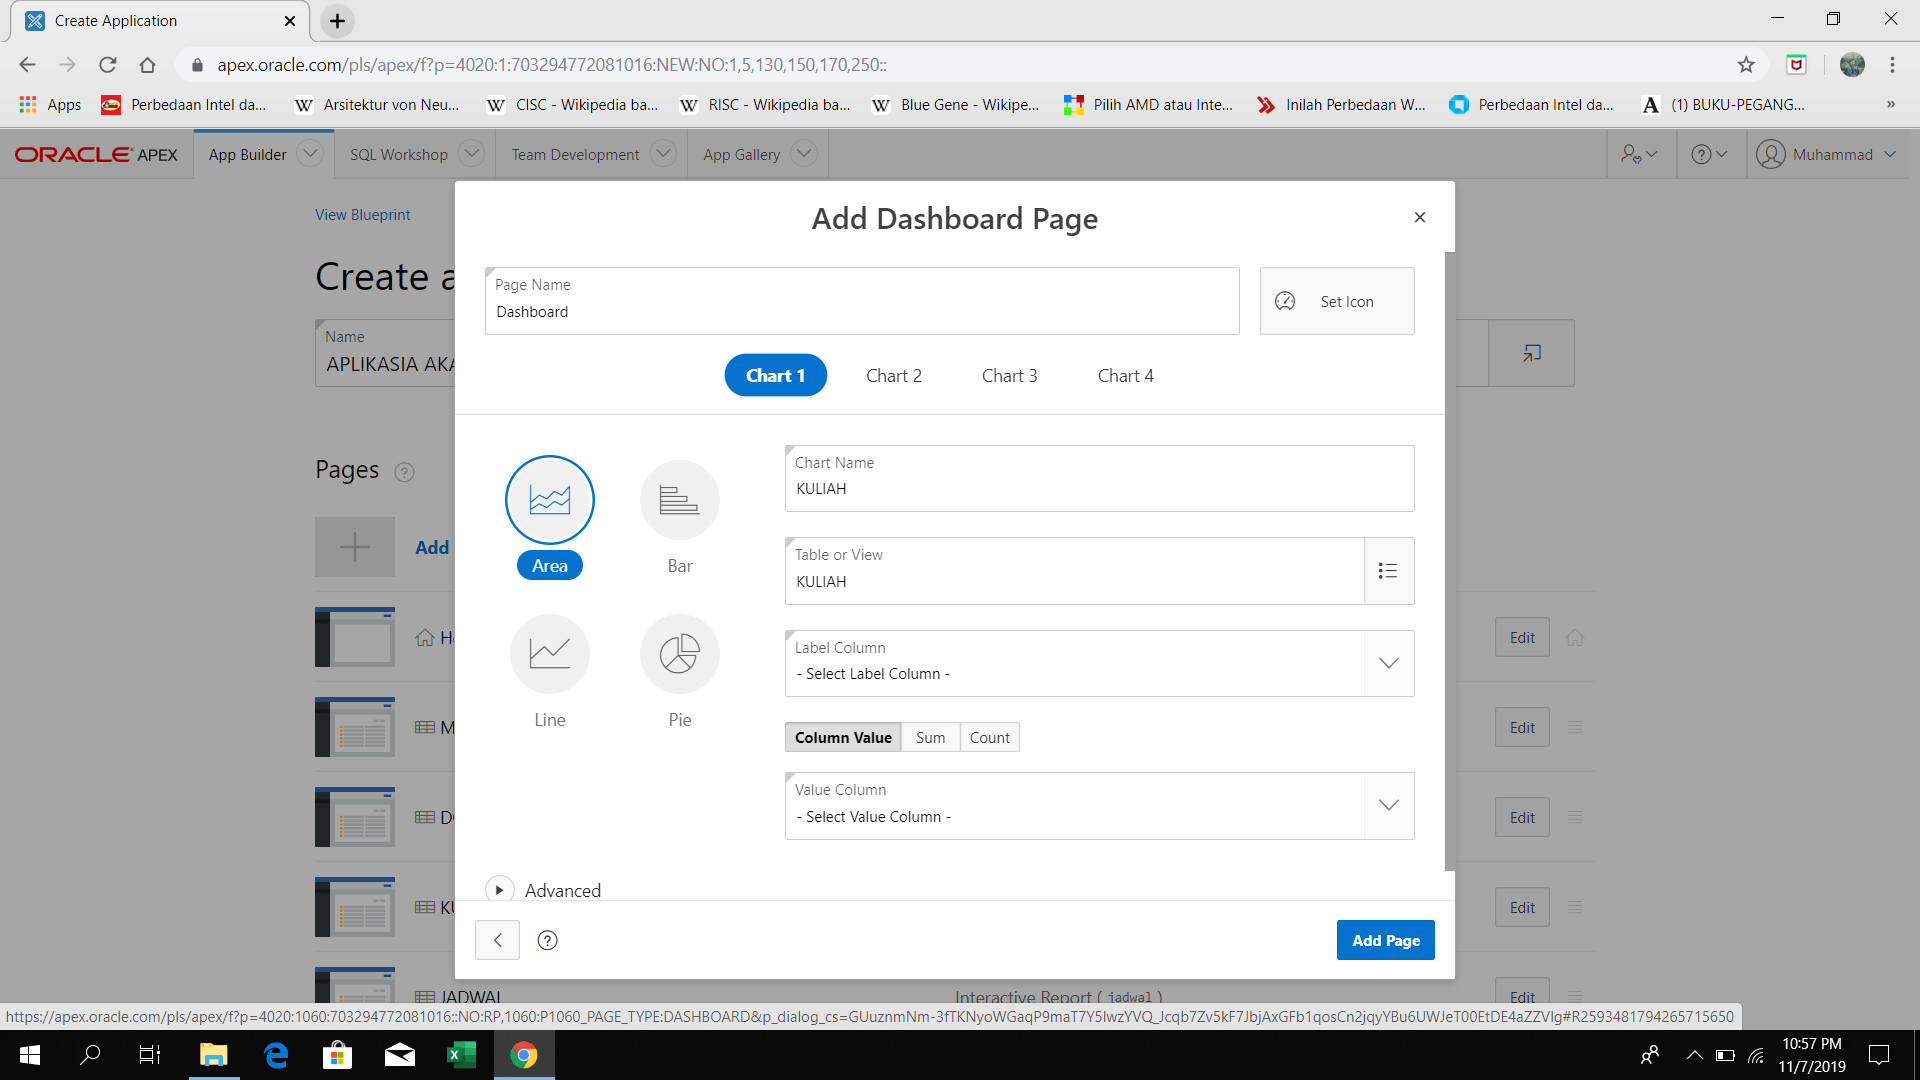 Create Application
apex.oracle.com/pls/apex/f?p=4020:1:703294772081016:NEW:NO:1,5,130,150,170,250::
Apps Perbedaan Intel da... Arsitektur von Neu... CISC - Wikipedia ba... RISC - Wikipedia ba... Blue Gene - Wikipe... Pilih AMD atau Inte... Inilah Perbedaan W... Perbedaan Intel da... (1) BUKU-PEGANG... »
ORACLE APEX App Builder SQL Workshop Team Development App Gallery Muhammad
View Blueprint
Create a
Name
APLIKASIA AKA
Pages
Add
H
M
D
KU
JADWAL
Interactive Report ( jadwal )
Edit
Edit
Edit
Edit
Edit
Add Dashboard Page
Page Name
Dashboard
Set Icon
Chart 1 Chart 2 Chart 3 Chart 4
Area
Bar
Line
Pie
Chart Name
KULIAH
Table or View
KULIAH
Label Column
- Select Label Column -
Column Value Sum Count
Value Column
- Select Value Column -
Advanced
Add Page
https://apex.oracle.com/pls/apex/f?p=4020:1060:703294772081016::NO:RP,1060:P1060_PAGE_TYPE:DASHBOARD&p_dialog_cs=GUuznmNm-3fTKNyoWGaqP9maT7Y5IwzYVQ_Jcqb7Zv5kF7JbjAxGFb1qosCn2jqyYBu6UWJeT00EtDE4aZZVIg#R2593481794265715650
10:57 PM
11/7/2019